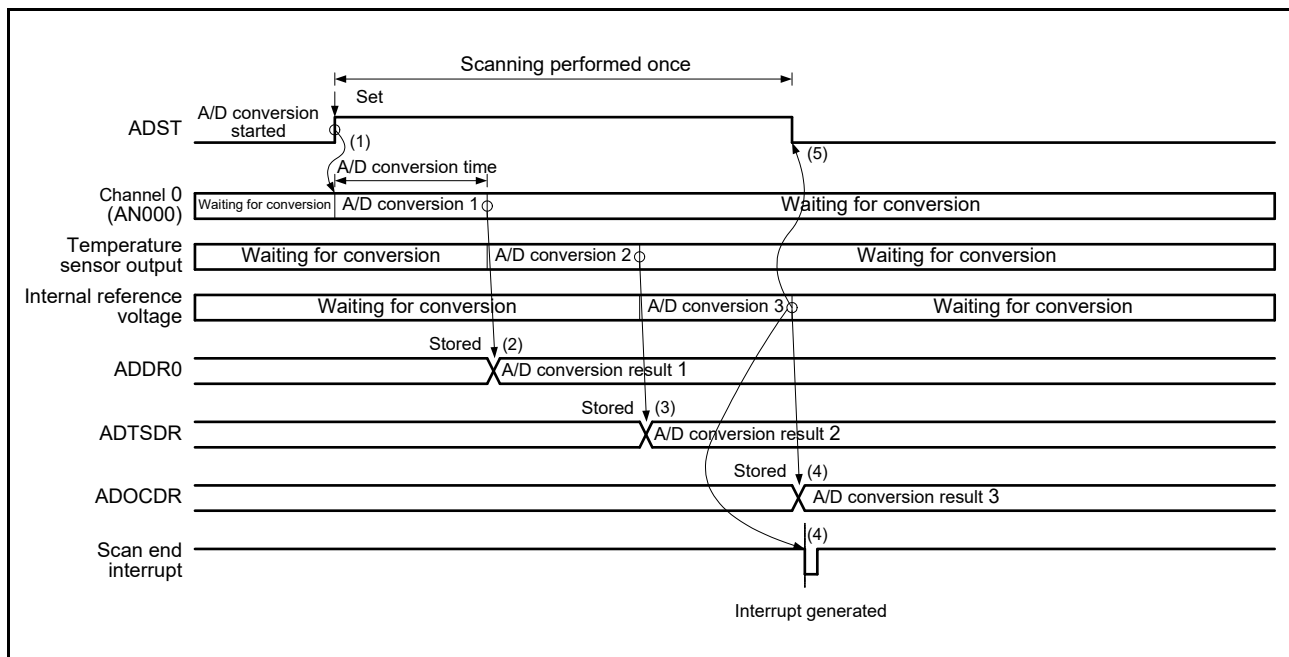 Scanning performed once
Set
ADST
A/D conversion
started
(1)
(5)
A/D conversion time
Channel 0
(AN000)
Waiting for conversion
A/D conversion 1
Waiting for conversion
Temperature
sensor output
Waiting for conversion
A/D conversion 2
Waiting for conversion
Internal reference
voltage
Waiting for conversion
A/D conversion 3
Waiting for conversion
Stored
(2)
ADDR0
A/D conversion result 1
Stored
(3)
ADTSDR
A/D conversion result 2
Stored
(4)
ADOCDR
A/D conversion result 3
Scan end
interrupt
(4)
Interrupt generated